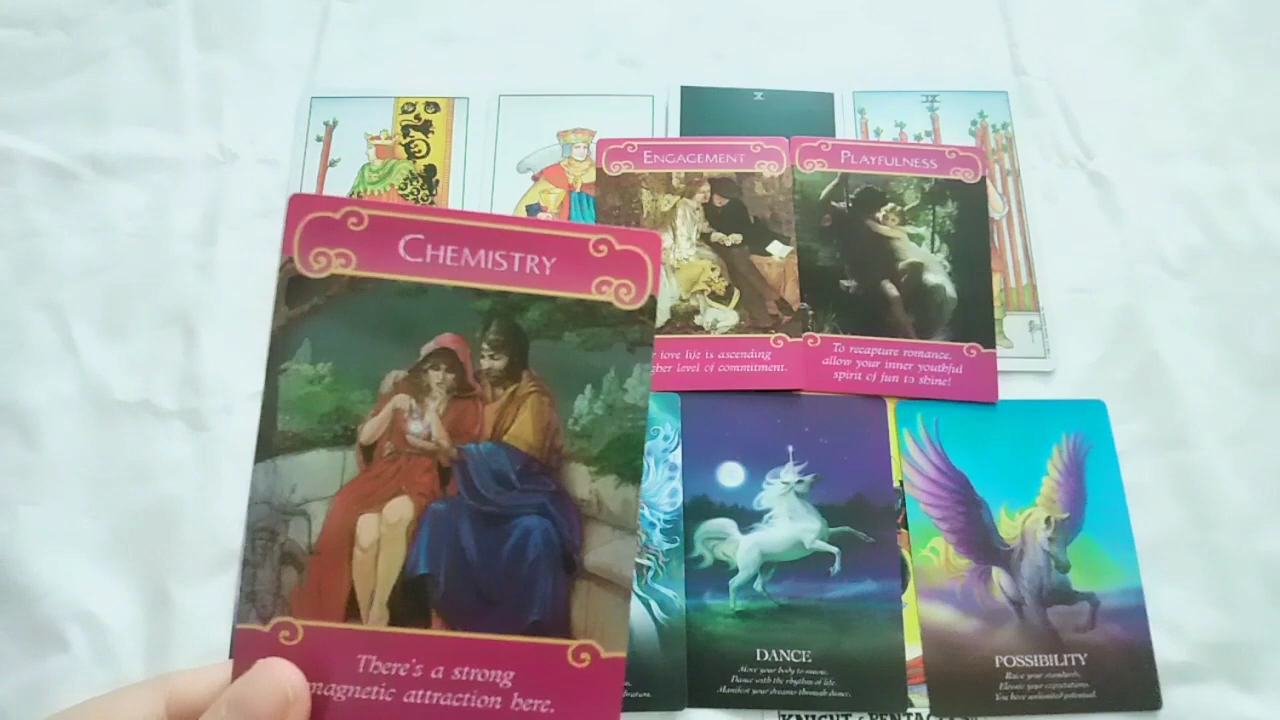 X
IX
ENGAGEMENT
PLAYFULNESS
CHEMISTRY
love life is ascending
level of commitment.
To recapture romance,
allow your inner youthful
spirit of fun to shine!
There's a strong
magnetic attraction here.
DANCE
Move your body to music.
Dance with the rhythm of life.
Manifest your dreams through dance.
POSSIBILITY
Raise your standards.
Elevate your expectations.
You have unlimited potential.
KNIGHT of PENTACLES